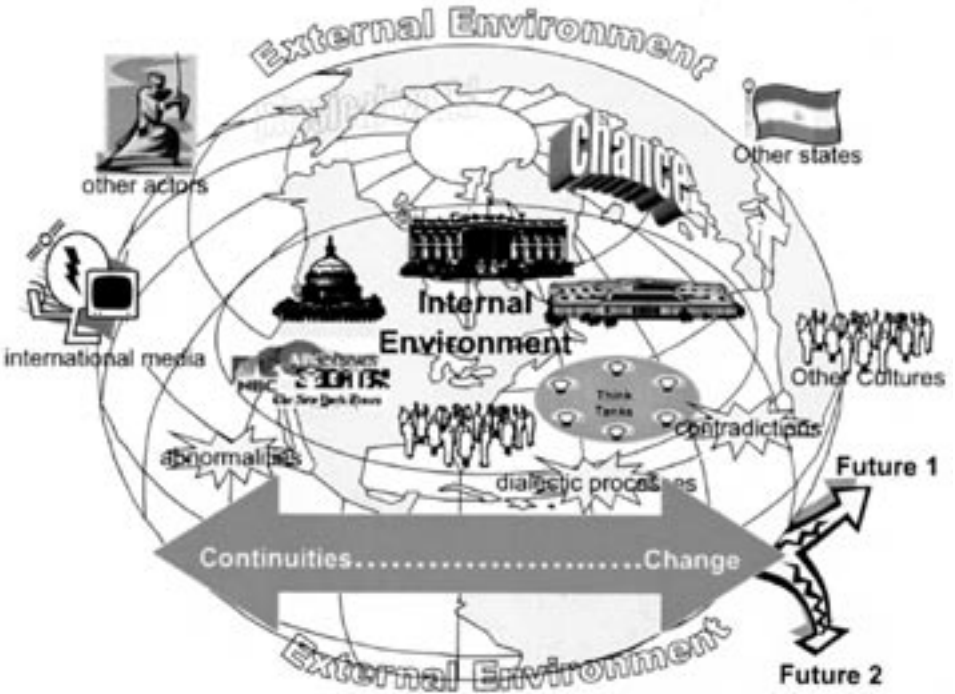 External Environment
chance
Other states
other actors
Internal
Environment
international media
NBC
The New York Times
Think
Tanks
Other Cultures
contradictions
abnormalities
dialectic processes
Future 1
Continuities......................Change
External Environment
Future 2